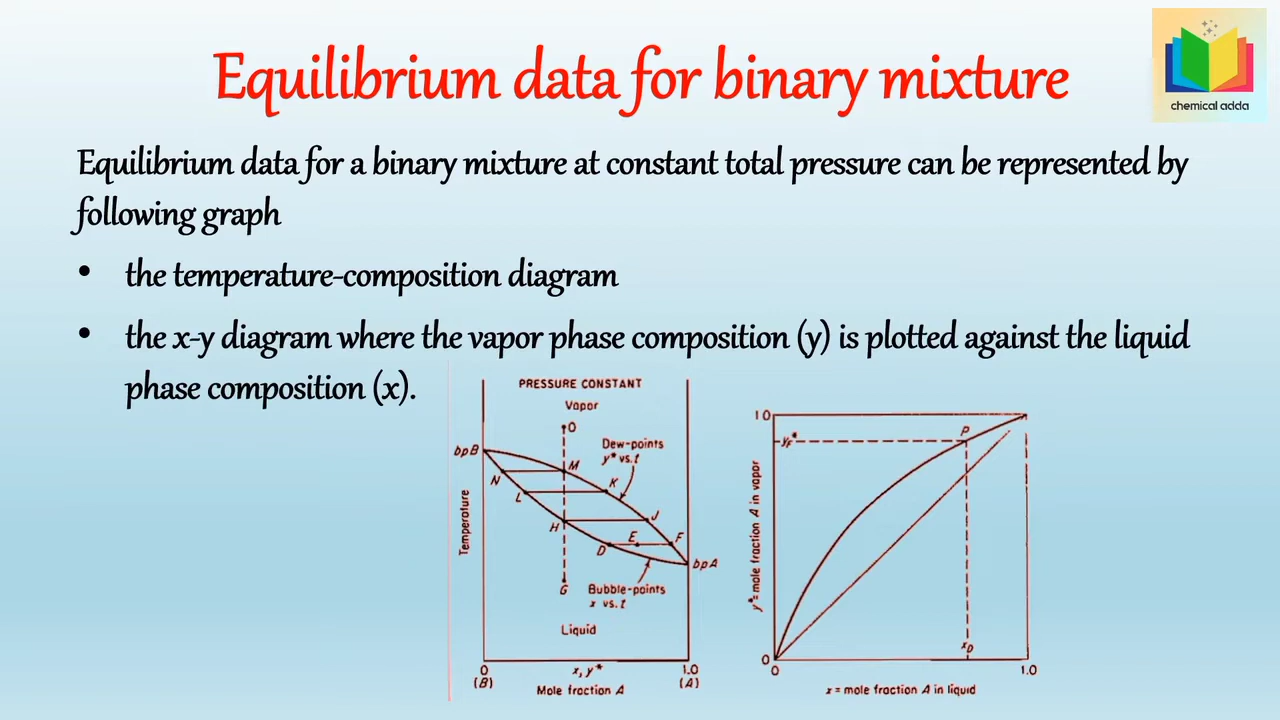 Equilibrium data for binary mixture
chemical adda
Equilibrium data for a binary mixture at constant total pressure can be represented by
following graph
• the temperature-composition diagram
• the x-y diagram where the vapor phase composition (y) is plotted against the liquid
phase composition (x).
PRESSURE CONSTANT
Vapor
O
Dew-points
y* vs. t
bpB
M
N
K
L
J
H
E
F
D
bpA
G
Bubble-points
x vs. t
Liquid
Temperature
0
x, y*
1.0
(B)
(A)
Mole fraction A
1.0
P
yF*
y* = mole fraction A in vapor
xD
0
0
1.0
x = mole fraction A in liquid